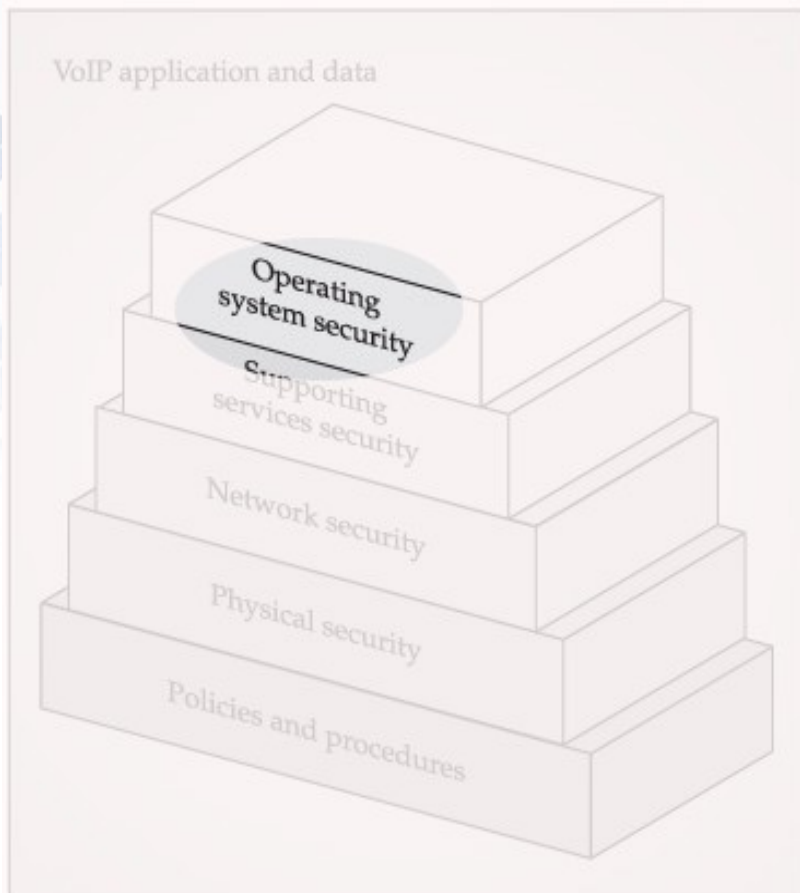 VoIP application and data
Operating
system security
Supporting
services security
Network security
Physical security
Policies and procedures